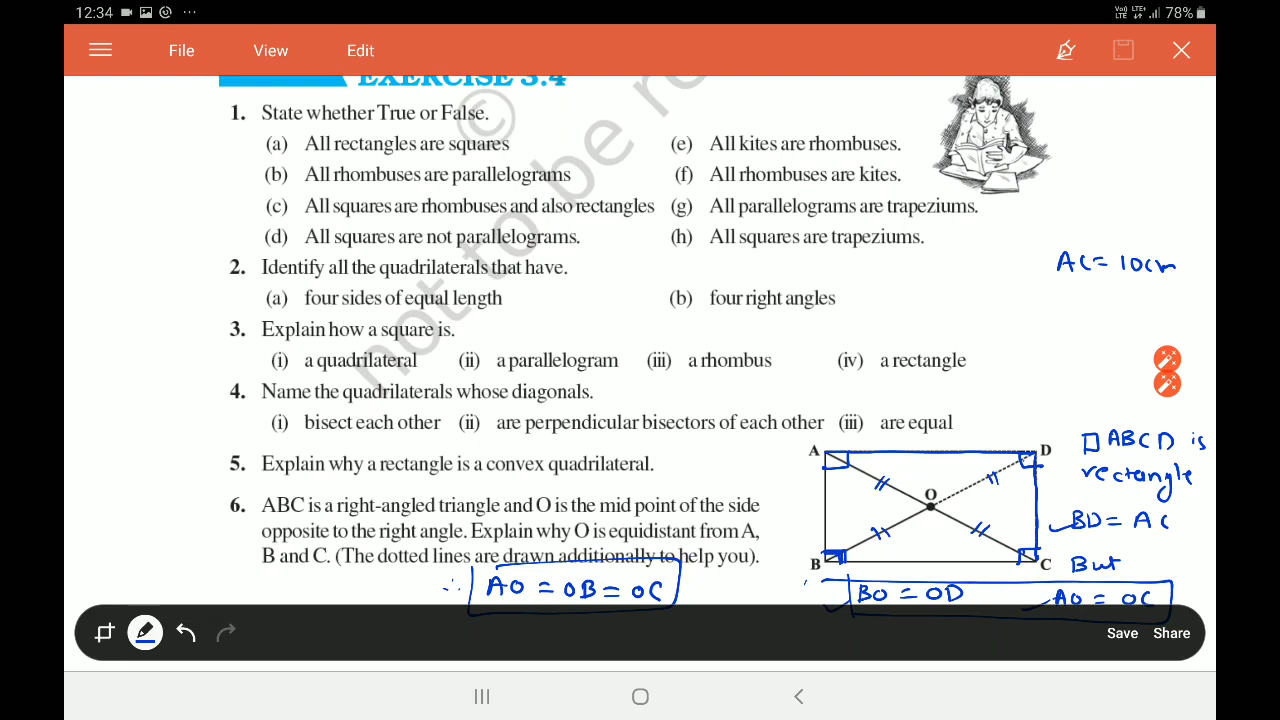 12:34
Vo)) LTE LTE+ 78%
File View Edit
EXERCISE 3.4
© not to be re
1. State whether True or False.
(a) All rectangles are squares (e) All kites are rhombuses.
(b) All rhombuses are parallelograms (f) All rhombuses are kites.
(c) All squares are rhombuses and also rectangles (g) All parallelograms are trapeziums.
(d) All squares are not parallelograms. (h) All squares are trapeziums.
AC = 10cm
2. Identify all the quadrilaterals that have.
(a) four sides of equal length (b) four right angles
3. Explain how a square is.
(i) a quadrilateral (ii) a parallelogram (iii) a rhombus (iv) a rectangle
4. Name the quadrilaterals whose diagonals.
(i) bisect each other (ii) are perpendicular bisectors of each other (iii) are equal
5. Explain why a rectangle is a convex quadrilateral.
6. ABC is a right-angled triangle and O is the mid point of the side
opposite to the right angle. Explain why O is equidistant from A,
B and C. (The dotted lines are drawn additionally to help you).
A D
O
B C
□ ABCD is
rectangle
BD = AC
But
BO = OD AO = OC
∴ AO = OB = OC
Save Share